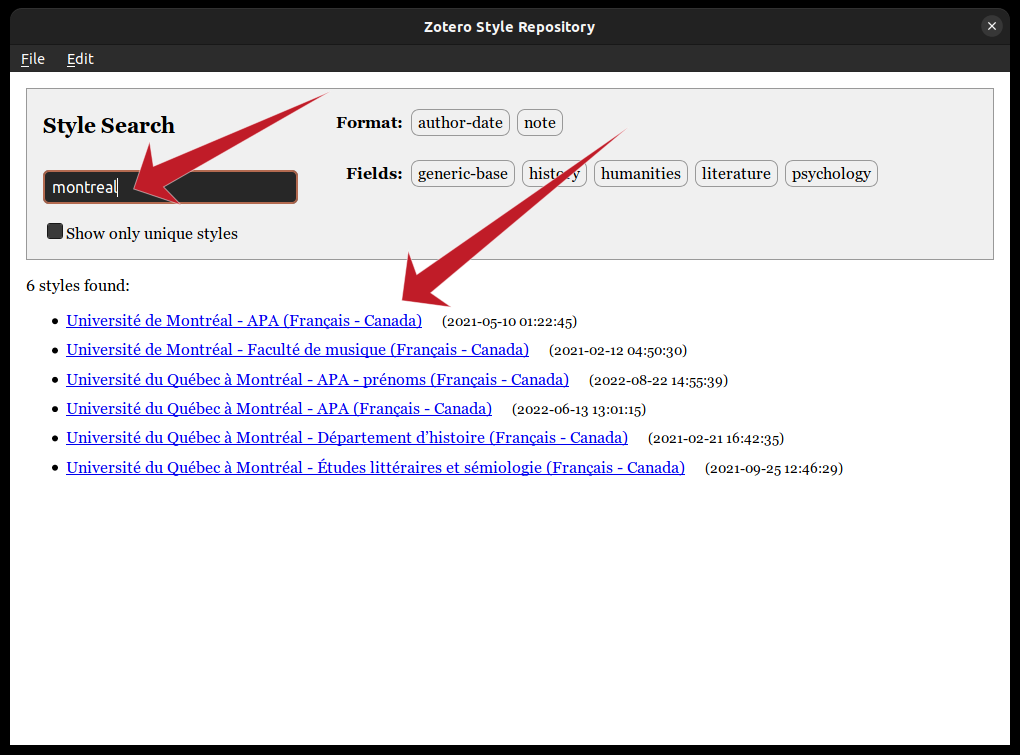 Zotero Style Repository
File Edit
Style Search
Format: author-date note
montreal
Fields: generic-base history humanities literature psychology
Show only unique styles
6 styles found:
Université de Montréal - APA (Français - Canada) (2021-05-10 01:22:45)
Université de Montréal - Faculté de musique (Français - Canada) (2021-02-12 04:50:30)
Université du Québec à Montréal - APA - prénoms (Français - Canada) (2022-08-22 14:55:39)
Université du Québec à Montréal - APA (Français - Canada) (2022-06-13 13:01:15)
Université du Québec à Montréal - Département d’histoire (Français - Canada) (2021-02-21 16:42:35)
Université du Québec à Montréal - Études littéraires et sémiologie (Français - Canada) (2021-09-25 12:46:29)